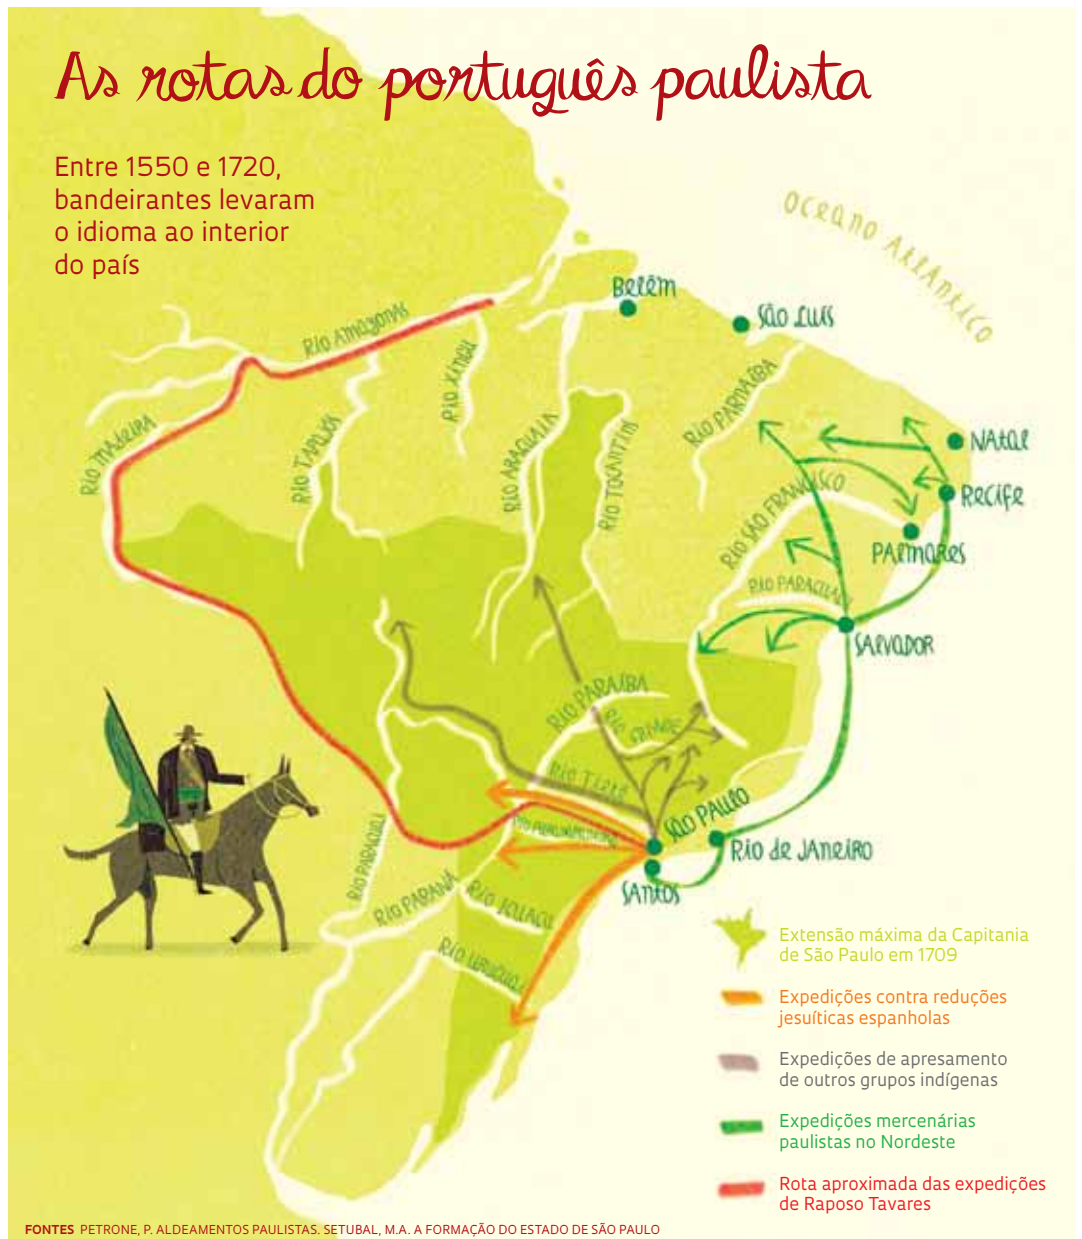 As rotas do português paulista
Entre 1550 e 1720,
bandeirantes levaram
o idioma ao interior
do país
Oceano Atlântico
Belém
São Luís
Rio Amazonas
Rio Xingu
Rio Parnaíba
Rio Madeira
Rio Tapajós
Rio Araguaia
Rio Tocantins
Natal
Recife
Rio São Francisco
Palmares
Rio Paraguaçu
Salvador
Rio Paraíba
Rio Grande
Rio Tietê
São Paulo
Rio Paranapanema
Rio de Janeiro
Santos
Rio Paraguai
Rio Paraná
Rio Iguaçu
Rio Uruguai
Extensão máxima da Capitania
de São Paulo em 1709
Expedições contra reduções
jesuíticas espanholas
Expedições de apresamento
de outros grupos indígenas
Expedições mercenárias
paulistas no Nordeste
Rota aproximada das expedições
de Raposo Tavares
FONTES PETRONE, P. ALDEAMENTOS PAULISTAS. SETUBAL, M.A. A FORMAÇÃO DO ESTADO DE SÃO PAULO